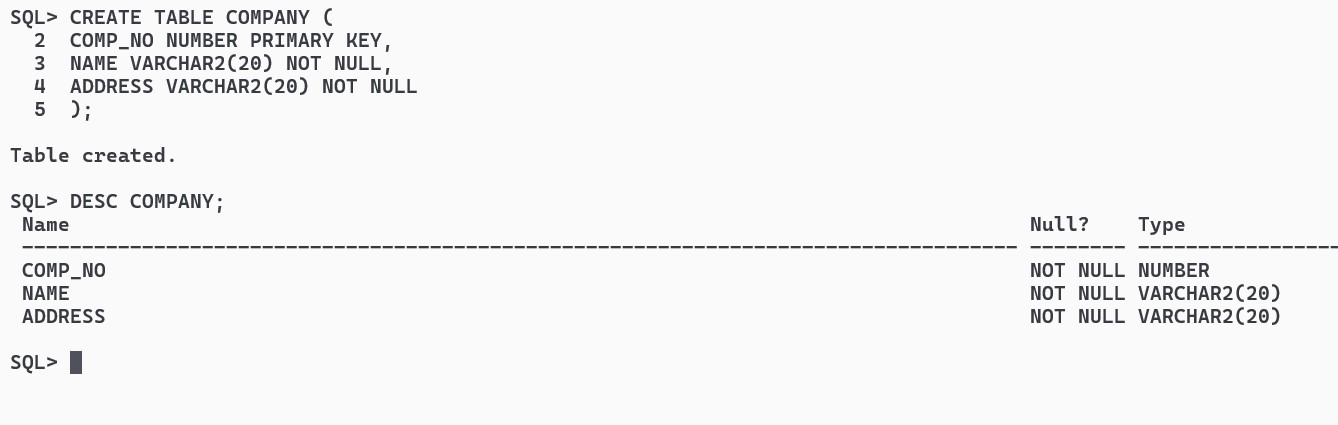 SQL> CREATE TABLE COMPANY (
  2  COMP_NO NUMBER PRIMARY KEY,
  3  NAME VARCHAR2(20) NOT NULL,
  4  ADDRESS VARCHAR2(20) NOT NULL
  5  );
Table created.
SQL> DESC COMPANY;
 Name                                                                                Null?    Type
 ----------------------------------------------------------------------------------- -------- -----------------
 COMP_NO                                                                             NOT NULL NUMBER
 NAME                                                                                NOT NULL VARCHAR2(20)
 ADDRESS                                                                             NOT NULL VARCHAR2(20)
SQL>